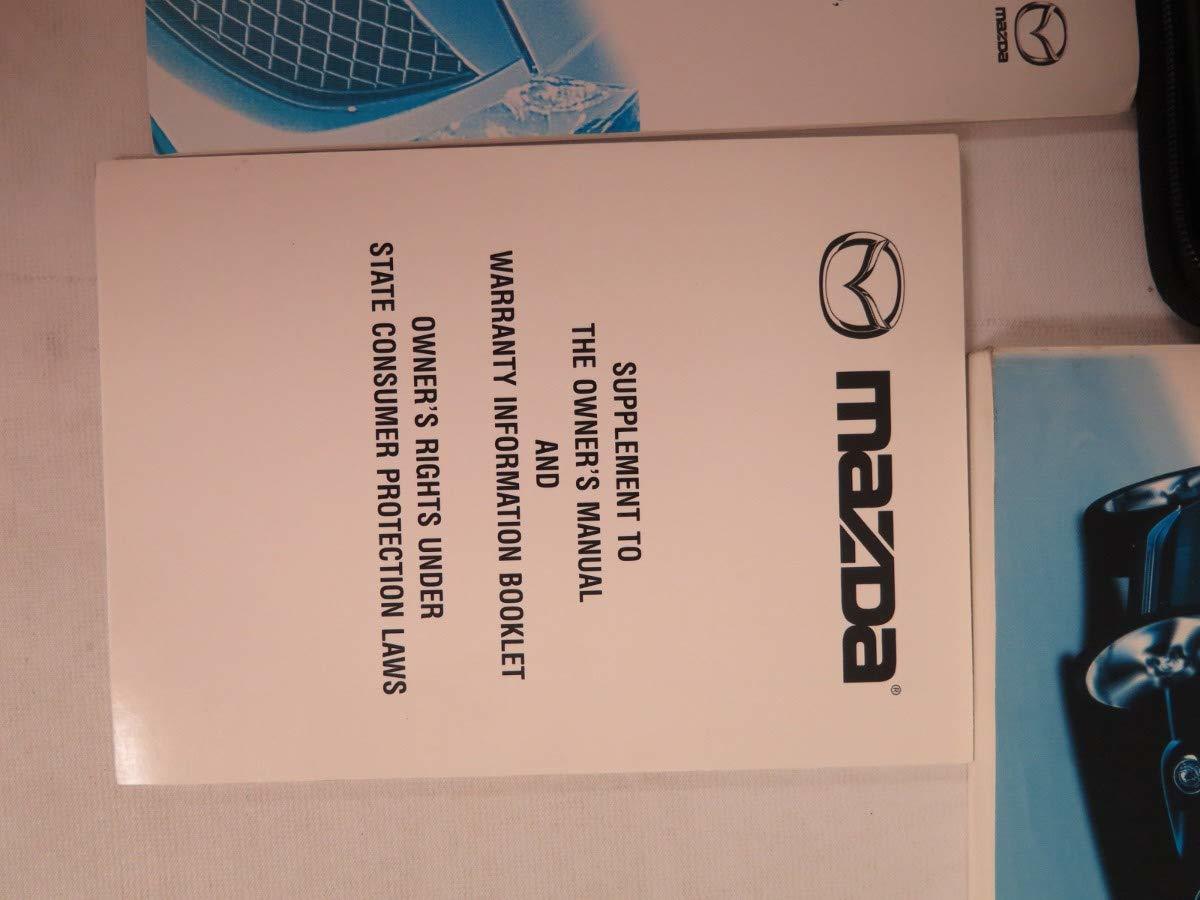 mazda
mazda®
SUPPLEMENT TO
THE OWNER'S MANUAL
AND
WARRANTY INFORMATION BOOKLET
OWNER'S RIGHTS UNDER
STATE CONSUMER PROTECTION LAWS